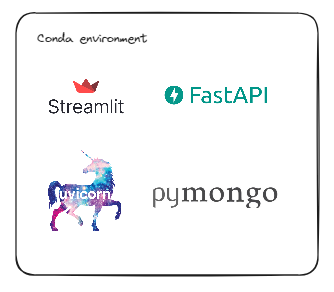 Conda environment
Streamlit
FastAPI
uvicorn
pymongo